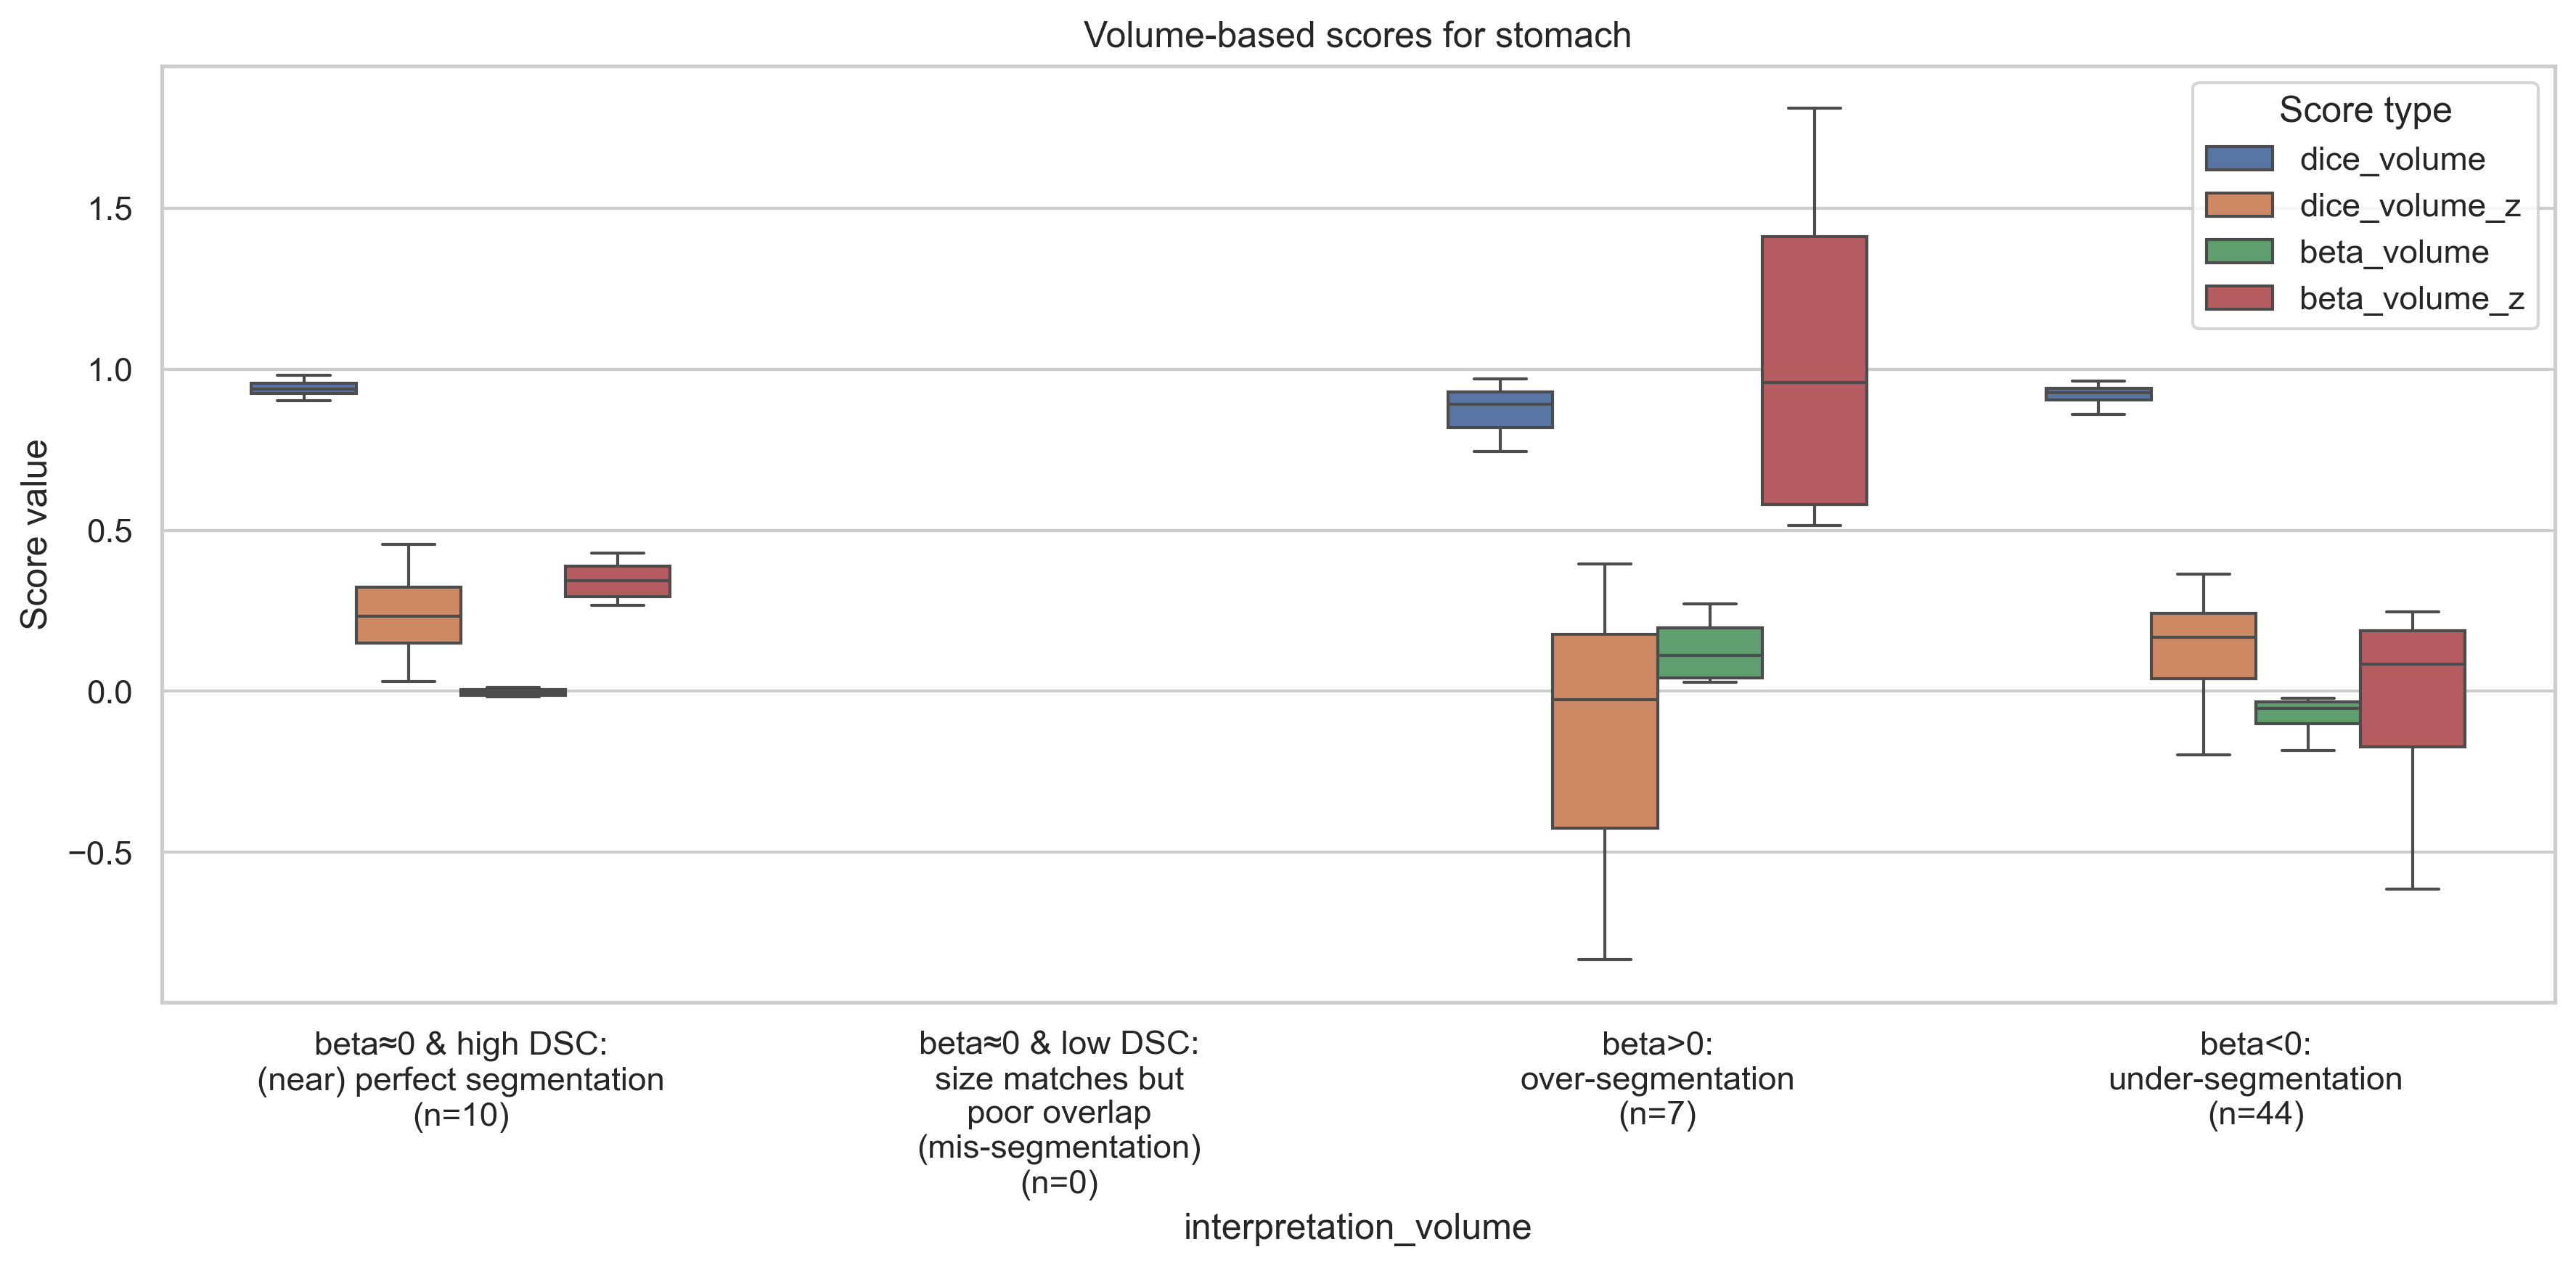 Volume-based scores for stomach
Score type
dice_volume
dice_volume_z
beta_volume
beta_volume_z
Score value
1.5
1.0
0.5
0.0
−0.5
beta≈0 & high DSC:
(near) perfect segmentation
(n=10)
beta≈0 & low DSC:
size matches but
poor overlap
(mis-segmentation)
(n=0)
beta>0:
over-segmentation
(n=7)
beta<0:
under-segmentation
(n=44)
interpretation_volume